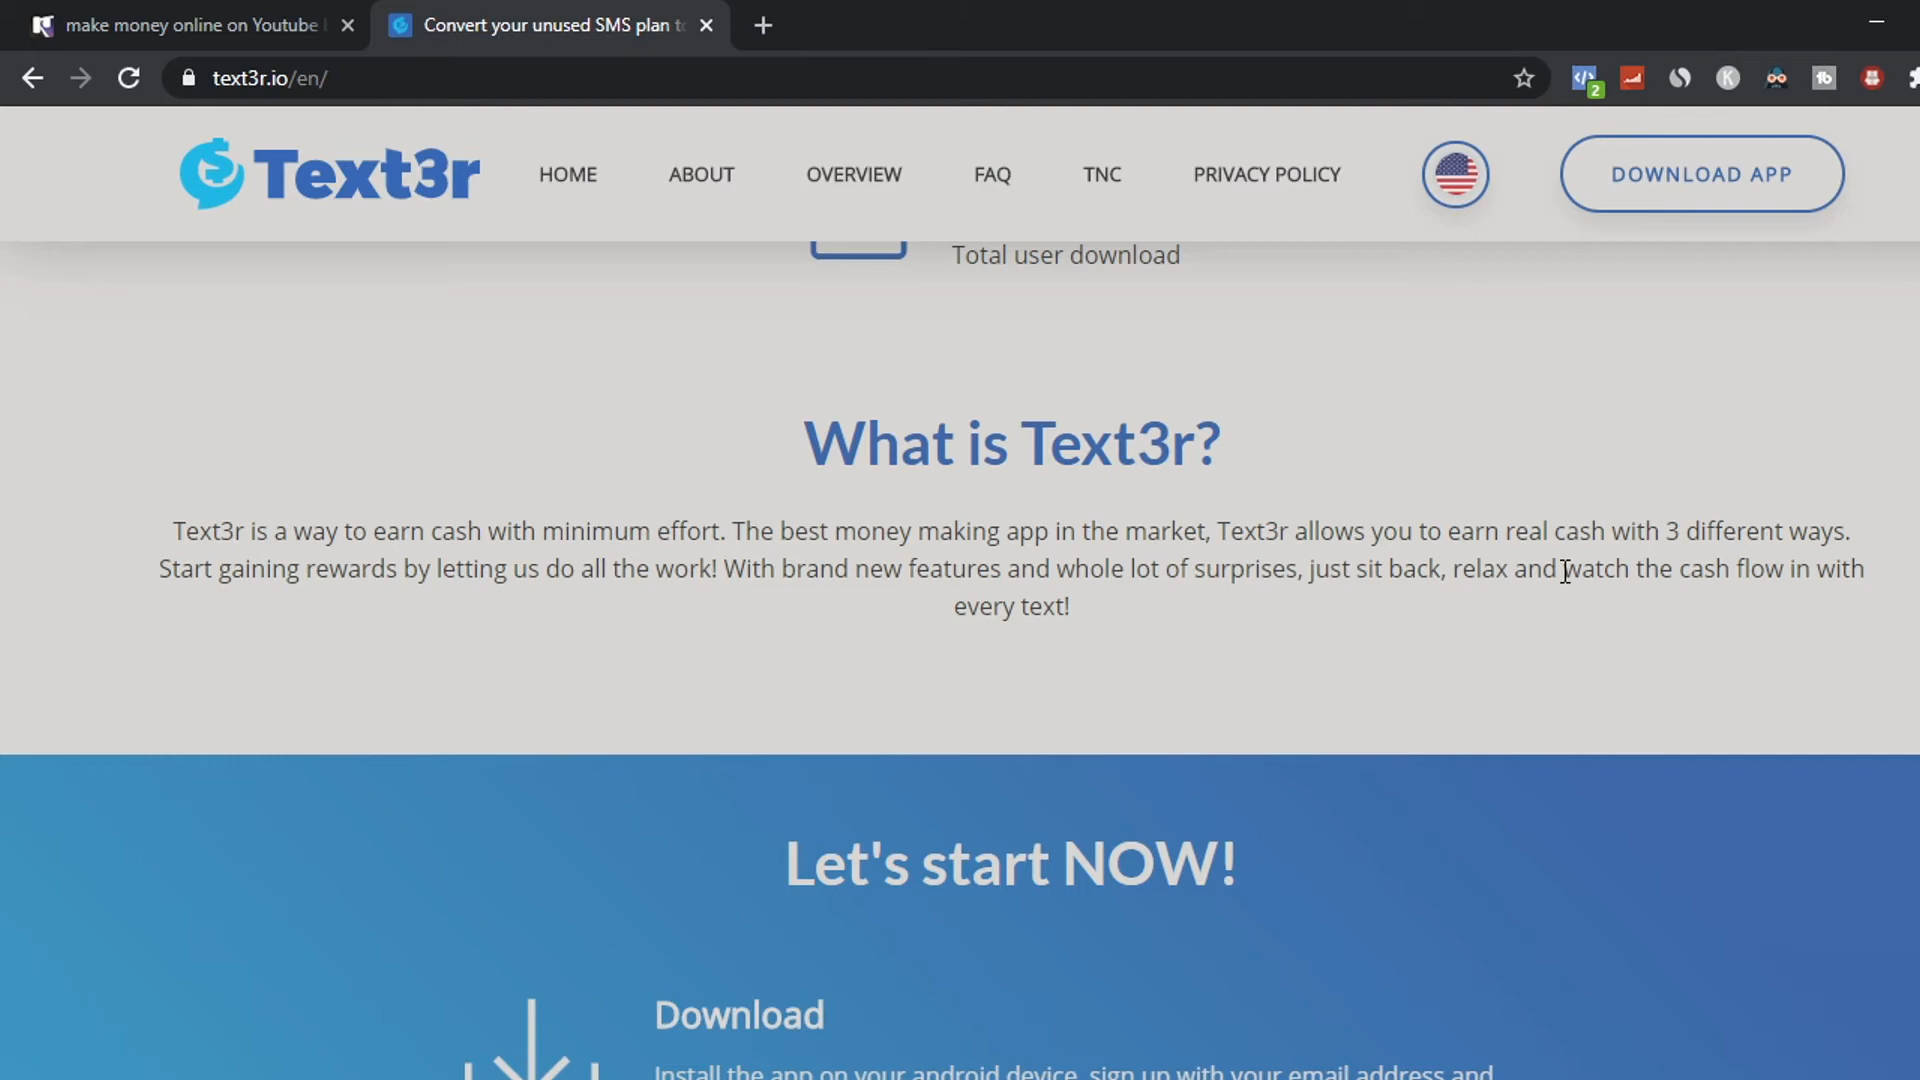 make money online on Youtube
Convert your unused SMS plan to
text3r.io/en/
2
Text3r
HOME
ABOUT
OVERVIEW
FAQ
TNC
PRIVACY POLICY
DOWNLOAD APP
Total user download
What is Text3r?
Text3r is a way to earn cash with minimum effort. The best money making app in the market, Text3r allows you to earn real cash with 3 different ways.
Start gaining rewards by letting us do all the work! With brand new features and whole lot of surprises, just sit back, relax and watch the cash flow in with
every text!
Let's start NOW!
Download
Install the app on your android device, sign up with your email address and